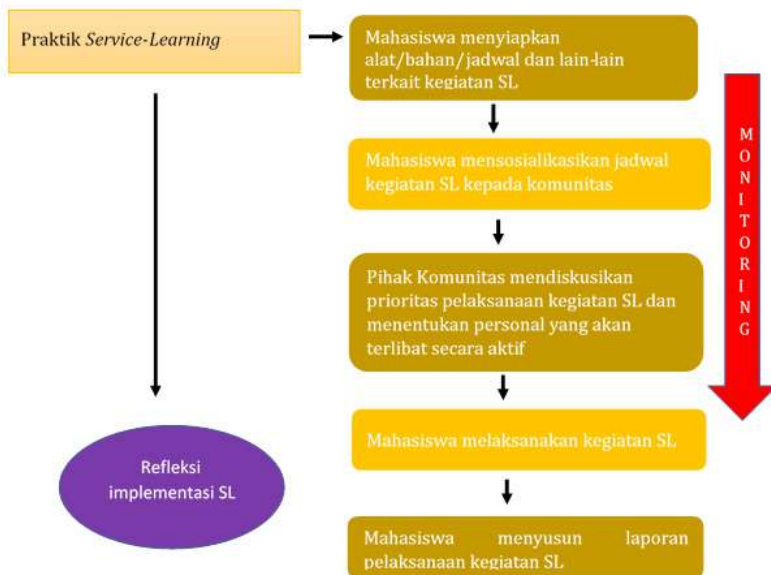 Praktik Service-Learning
Mahasiswa menyiapkan
alat/bahan/jadwal dan lain-lain
terkait kegiatan SL
Mahasiswa mensosialikasikan jadwal
kegiatan SL kepada komunitas
Pihak Komunitas mendiskusikan
prioritas pelaksanaan kegiatan SL dan
menentukan personal yang akan
terlibat secara aktif
Mahasiswa melaksanakan kegiatan SL
Mahasiswa menyusun laporan
pelaksanaan kegiatan SL
Refleksi
implementasi SL
M
O
N
I
T
O
R
I
N
G